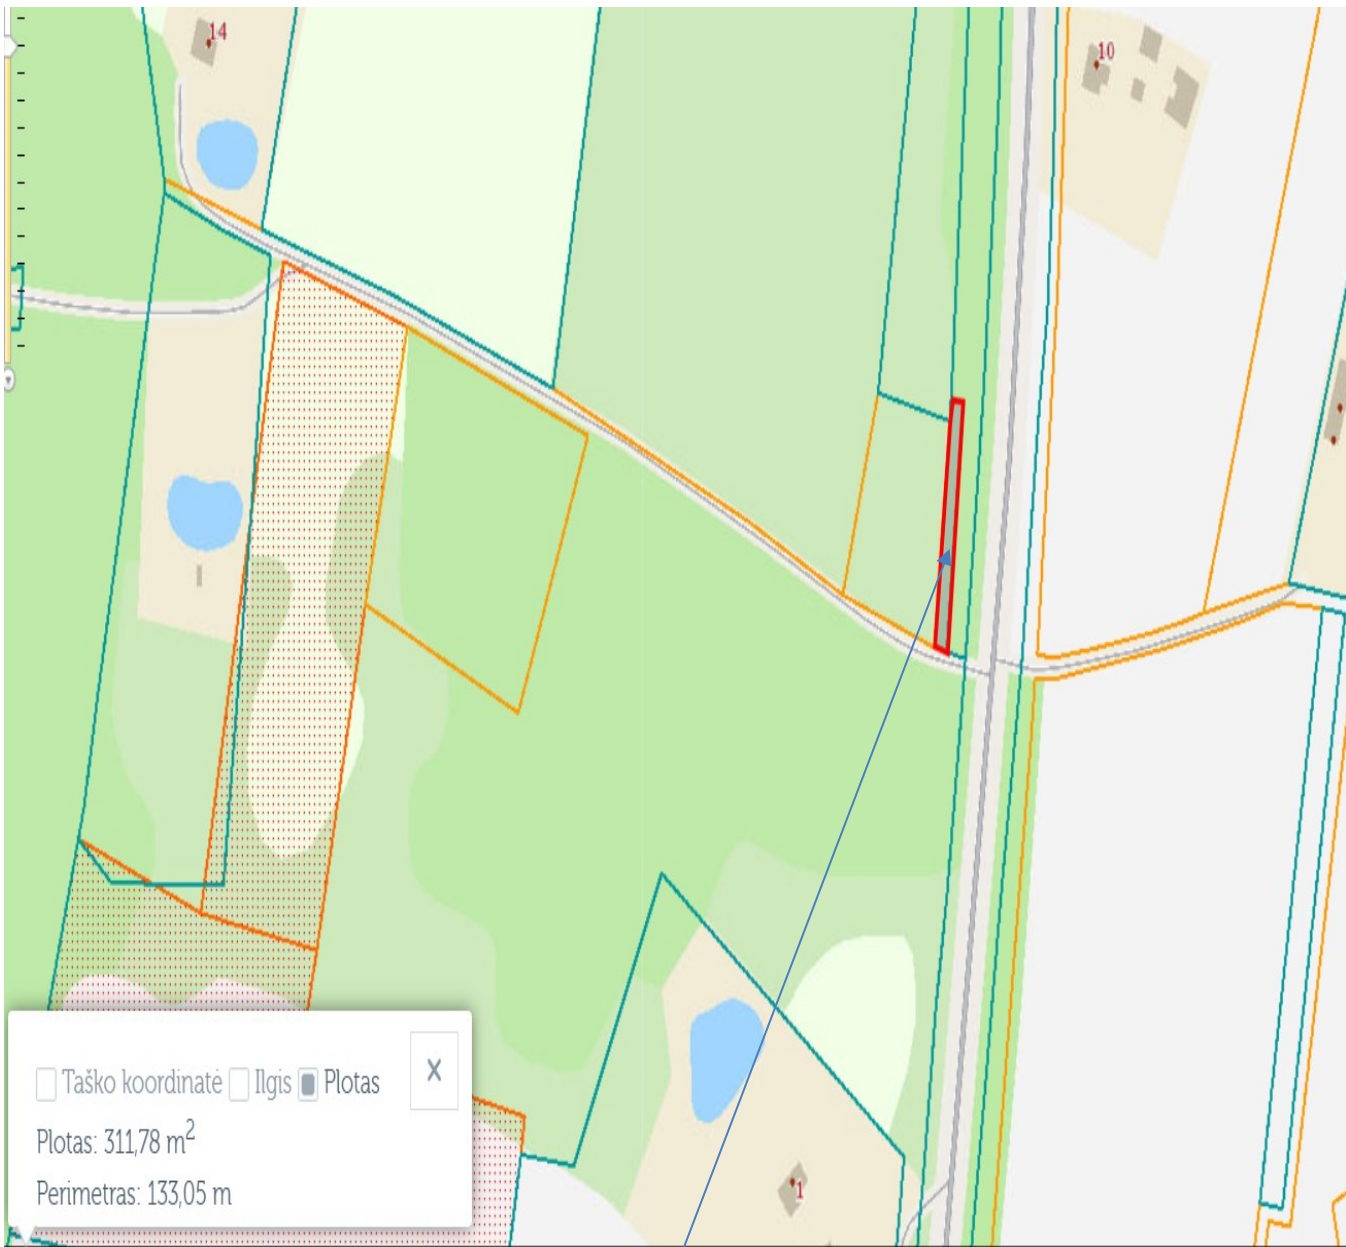 14
10
Taško koordinatė Ilgis Plotas X
Plotas: 311,78 m²
Perimetras: 133,05 m
1